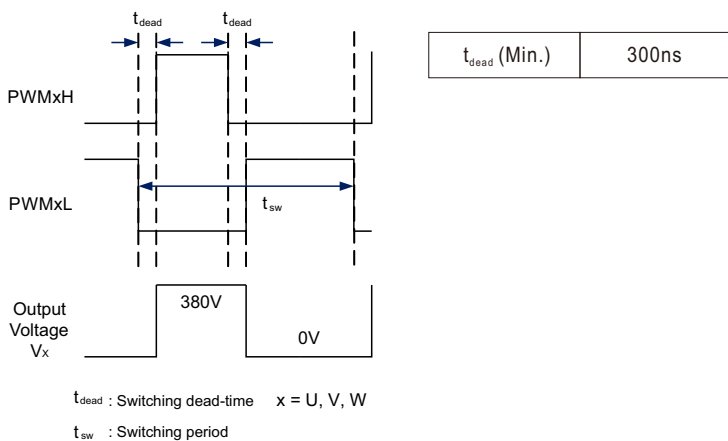 t_dead t_dead
t_dead (Min.) 300ns
PWMxH
PWMxL
t_sw
380V
Output
Voltage
Vx
0V
t_dead : Switching dead-time x = U, V, W
t_sw : Switching period